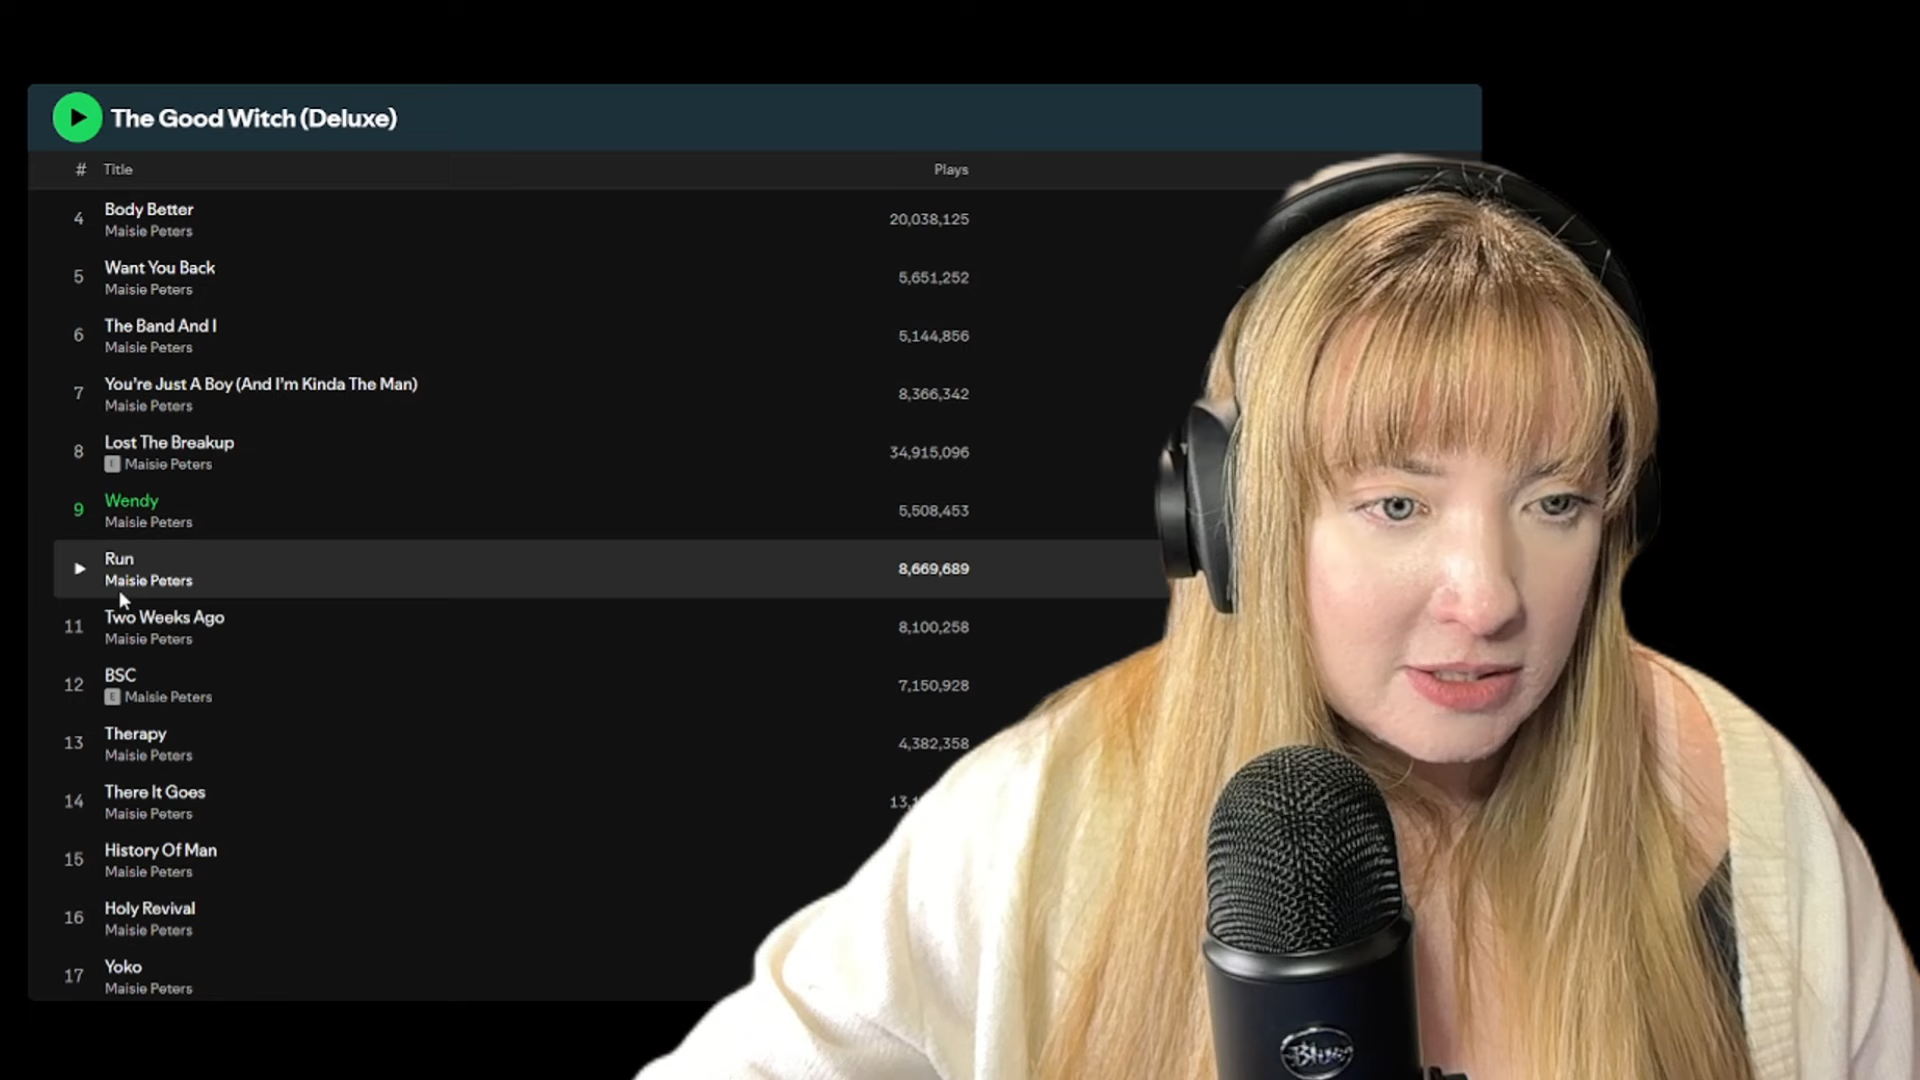 The Good Witch (Deluxe)
# Title Plays
4 Body Better 20,038,125
Maisie Peters
5 Want You Back 5,651,252
Maisie Peters
6 The Band And I 5,144,856
Maisie Peters
7 You're Just A Boy (And I'm Kinda The Man) 8,366,342
Maisie Peters
8 Lost The Breakup 34,915,096
E Maisie Peters
9 Wendy 5,508,453
Maisie Peters
Run 8,669,689
Maisie Peters
11 Two Weeks Ago 8,100,258
Maisie Peters
12 BSC 7,150,928
E Maisie Peters
13 Therapy 4,382,358
Maisie Peters
14 There It Goes 13,1
Maisie Peters
15 History Of Man
Maisie Peters
16 Holy Revival
Maisie Peters
17 Yoko
Maisie Peters
Blue